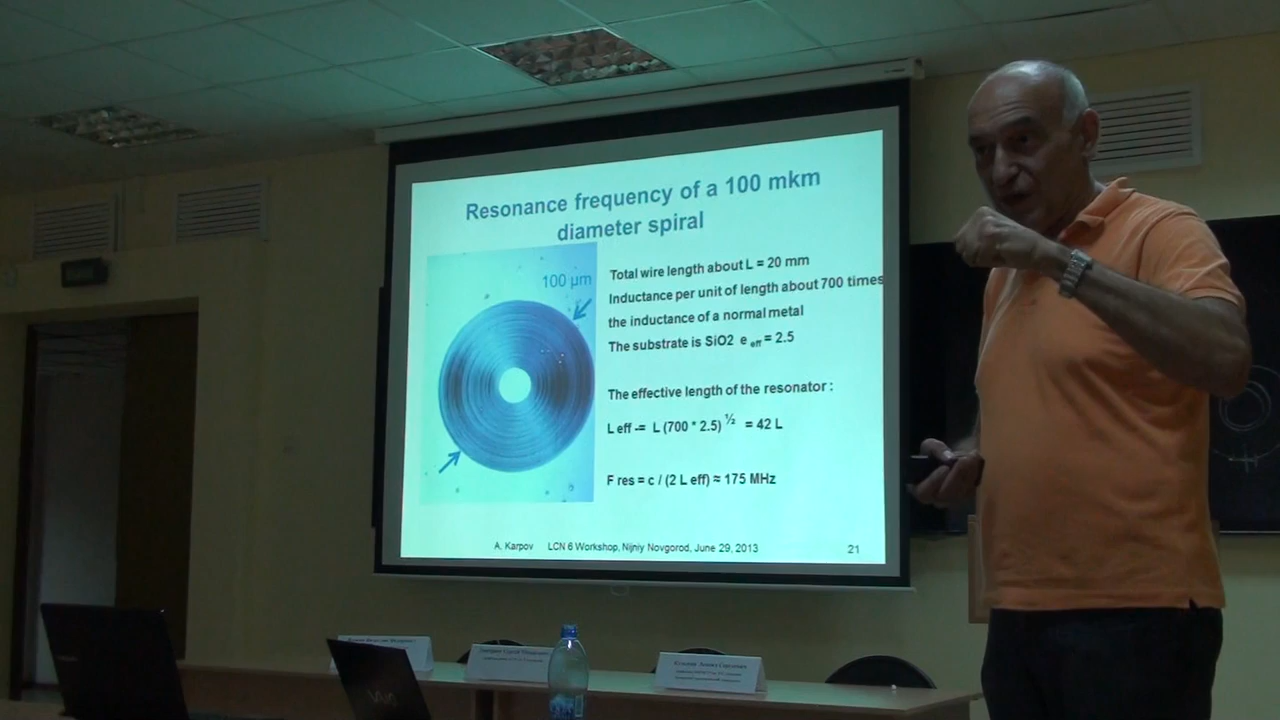 Resonance frequency of a 100 mkm
diameter spiral
100 µm
Total wire length about L = 20 mm
Inductance per unit of length about 700 times
the inductance of a normal metal
The substrate is SiO2 e eff = 2.5
The effective length of the resonator :
L eff -= L (700 * 2.5) ½ = 42 L
F res = c / (2 L eff) ≈ 175 MHz
A. Karpov LCN 6 Workshop, Nijniy Novgorod, June 29, 2013 21